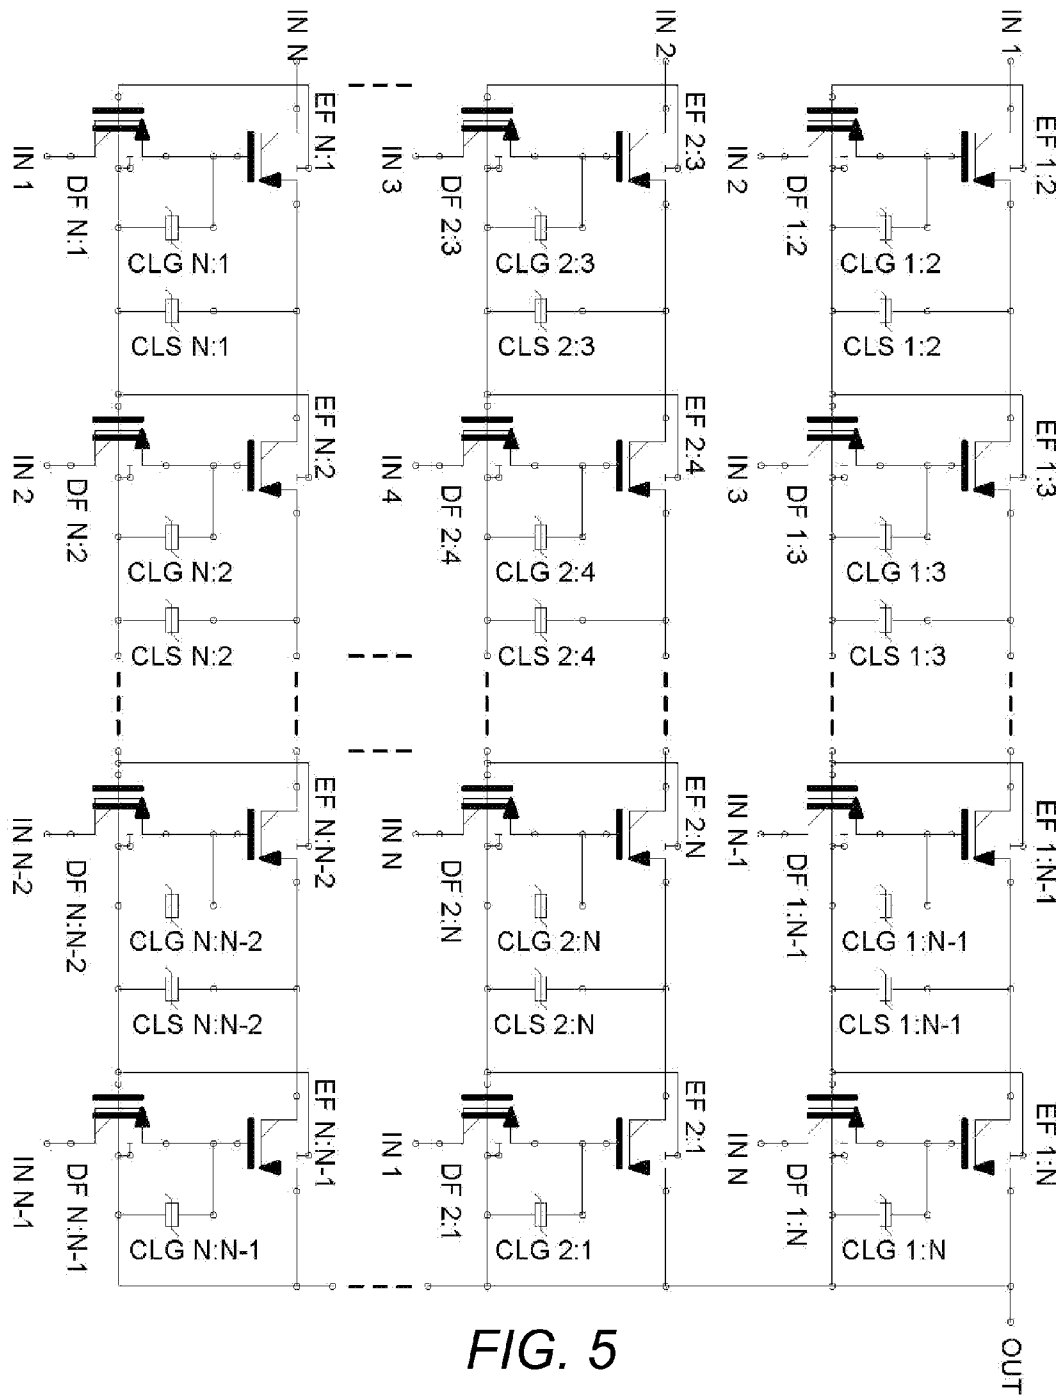 IN N
IN 2
IN 1
EF N:1
EF 2:3
EF 1:2
IN 1
DF N:1
IN 3
DF 2:3
IN 2
DF 1:2
CLG N:1
CLG 2:3
CLG 1:2
CLS N:1
CLS 2:3
CLS 1:2
EF N:2
EF 2:4
EF 1:3
IN 2
DF N:2
IN 4
DF 2:4
IN 3
DF 1:3
CLG N:2
CLG 2:4
CLG 1:3
CLS N:2
CLS 2:4
CLS 1:3
EF N:N-2
EF 2:N
EF 1:N-1
IN N-2
DF N:N-2
IN N
DF 2:N
IN N-1
DF 1:N-1
CLG N:N-2
CLG 2:N
CLG 1:N-1
CLS N:N-2
CLS 2:N
CLS 1:N-1
EF N:N-1
EF 2:1
EF 1:N
IN N-1
DF N:N-1
IN 1
DF 2:1
IN N
DF 1:N
CLG N:N-1
CLG 2:1
CLG 1:N
OUT
FIG. 5